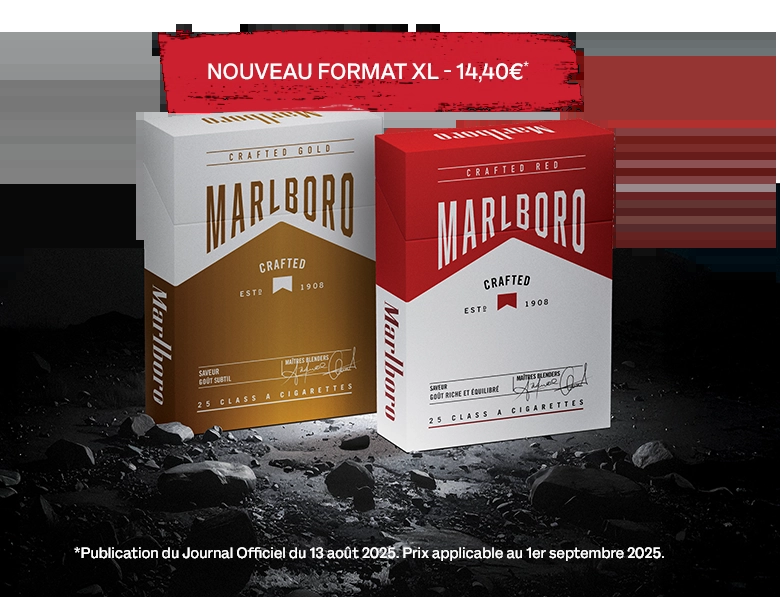 NOUVEAU FORMAT XL - 14,40€*
Marlboro
CRAFTED GOLD
MARLBORO
CRAFTED
ESTD 1908
Marlboro
SAVEUR
GOÛT SUBTIL
MAÎTRES BLENDERS
25 CLASS A CIGARETTES
Marlboro
CRAFTED RED
MARLBORO
CRAFTED
ESTD 1908
Marlboro
SAVEUR
GOÛT RICHE ET ÉQUILIBRÉ
MAÎTRES BLENDERS
25 CLASS A CIGARETTES
*Publication du Journal Officiel du 13 août 2025. Prix applicable au 1er septembre 2025.